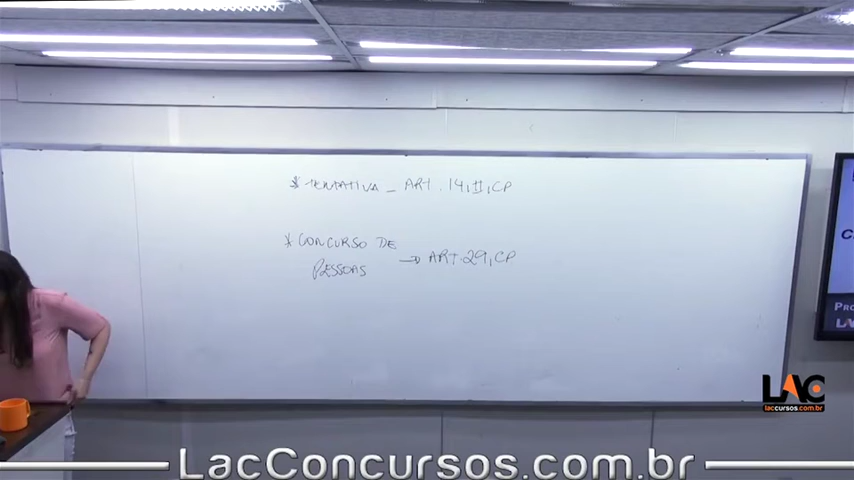 * TENTATIVA - ART. 14, II, CP
* CONCURSO DE
PESSOAS → ART. 29, CP
LAC
laccursos.com.br
LacConcursos.com.br